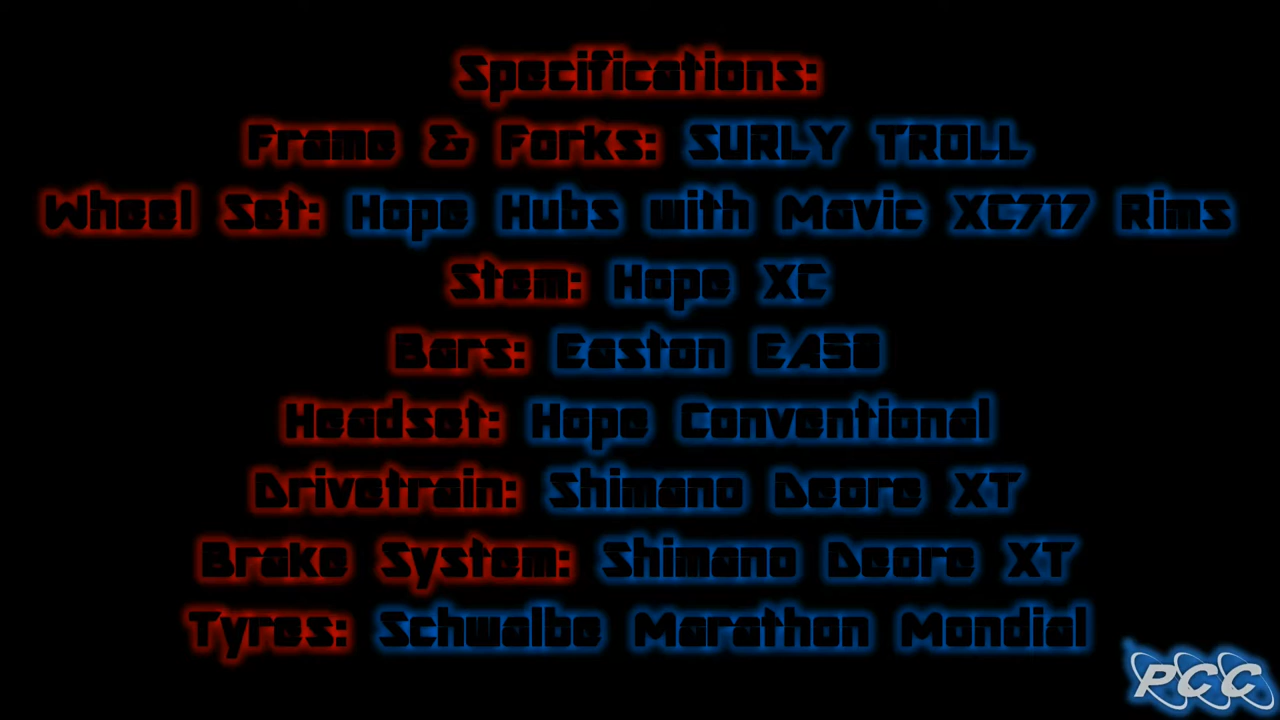 Specifications:
Frame & Forks: SURLY TROLL
Wheel Set: Hope Hubs with Mavic XC717 Rims
Stem: Hope XC
Bars: Easton EA50
Headset: Hope Conventional
Drivetrain: Shimano Deore XT
Brake System: Shimano Deore XT
Tyres: Schwalbe Marathon Mondial
PCC